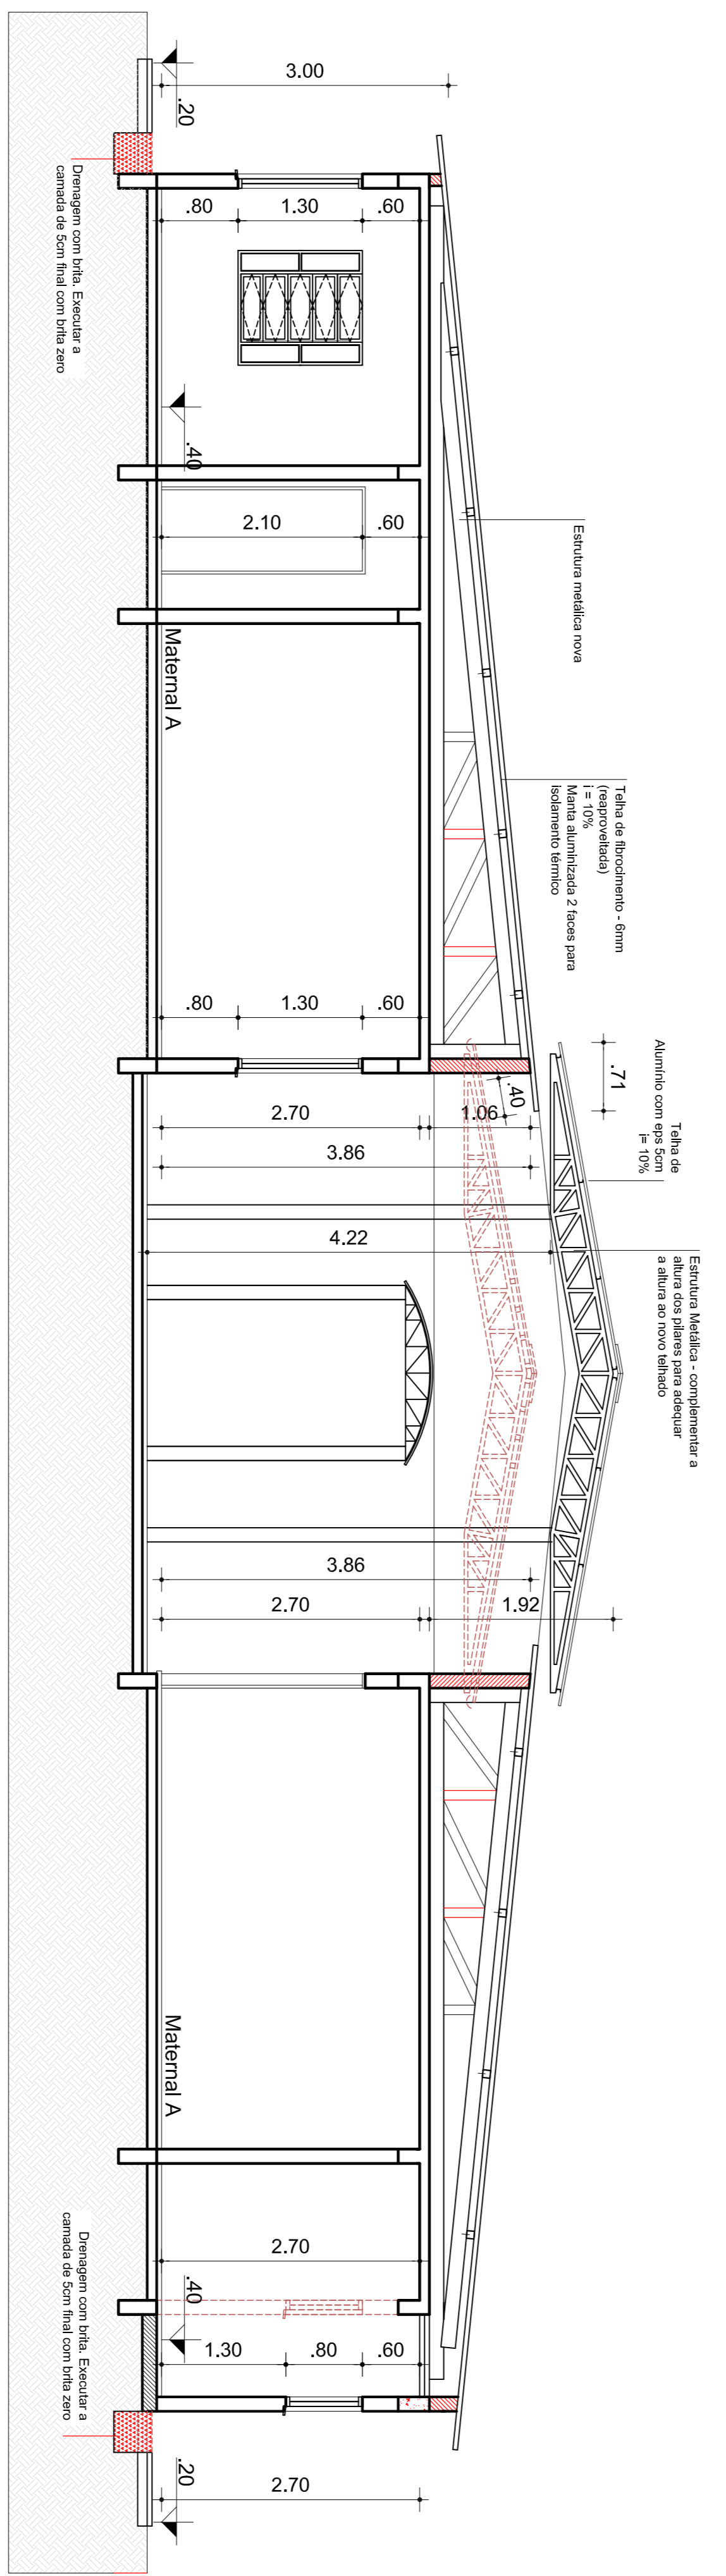 3.00
.20
Drenagem com brita. Executar a
camada de 5cm final com brita zero
.80
1.30
.60
.40
2.10
.60
Estrutura metálica nova
Maternal A
Telha de fibrocimento - 6mm
(reaproveitada)
i = 10%
Manta aluminizada 2 faces para
isolamento térmico
.80
1.30
.60
.71
Telha de
Alumínio com eps 5cm
i= 10%
.40
2.70
1.06
3.86
4.22
Estrutura Metálica - complementar a
altura dos pilares para adequar
a altura ao novo telhado
3.86
2.70
1.92
Maternal A
2.70
.40
1.30
.80
.60
Drenagem com brita. Executar a
camada de 5cm final com brita zero
.20
2.70